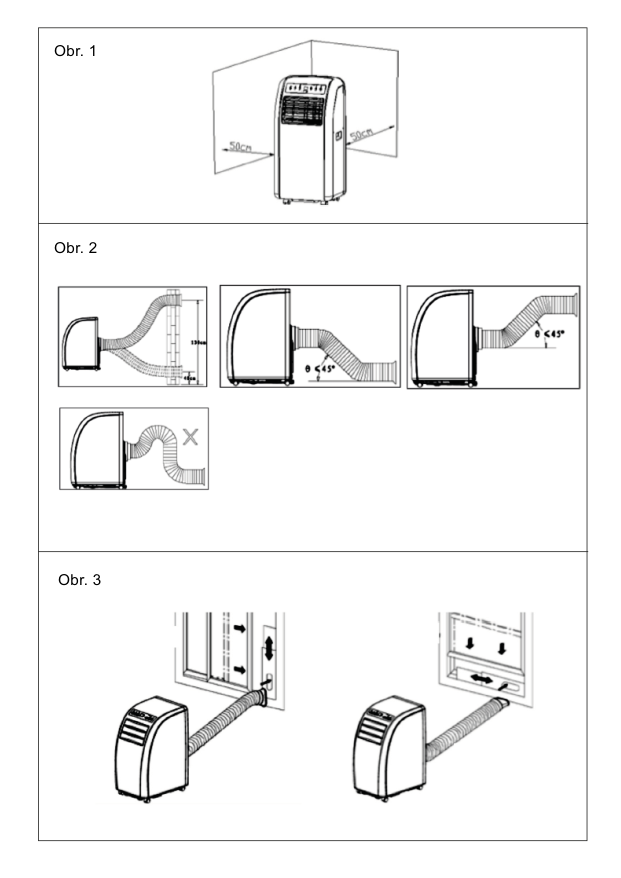 Obr. 1
50CM
50CM
Obr. 2
θ ⩽ 45°
θ ⩽ 45°
Obr. 3